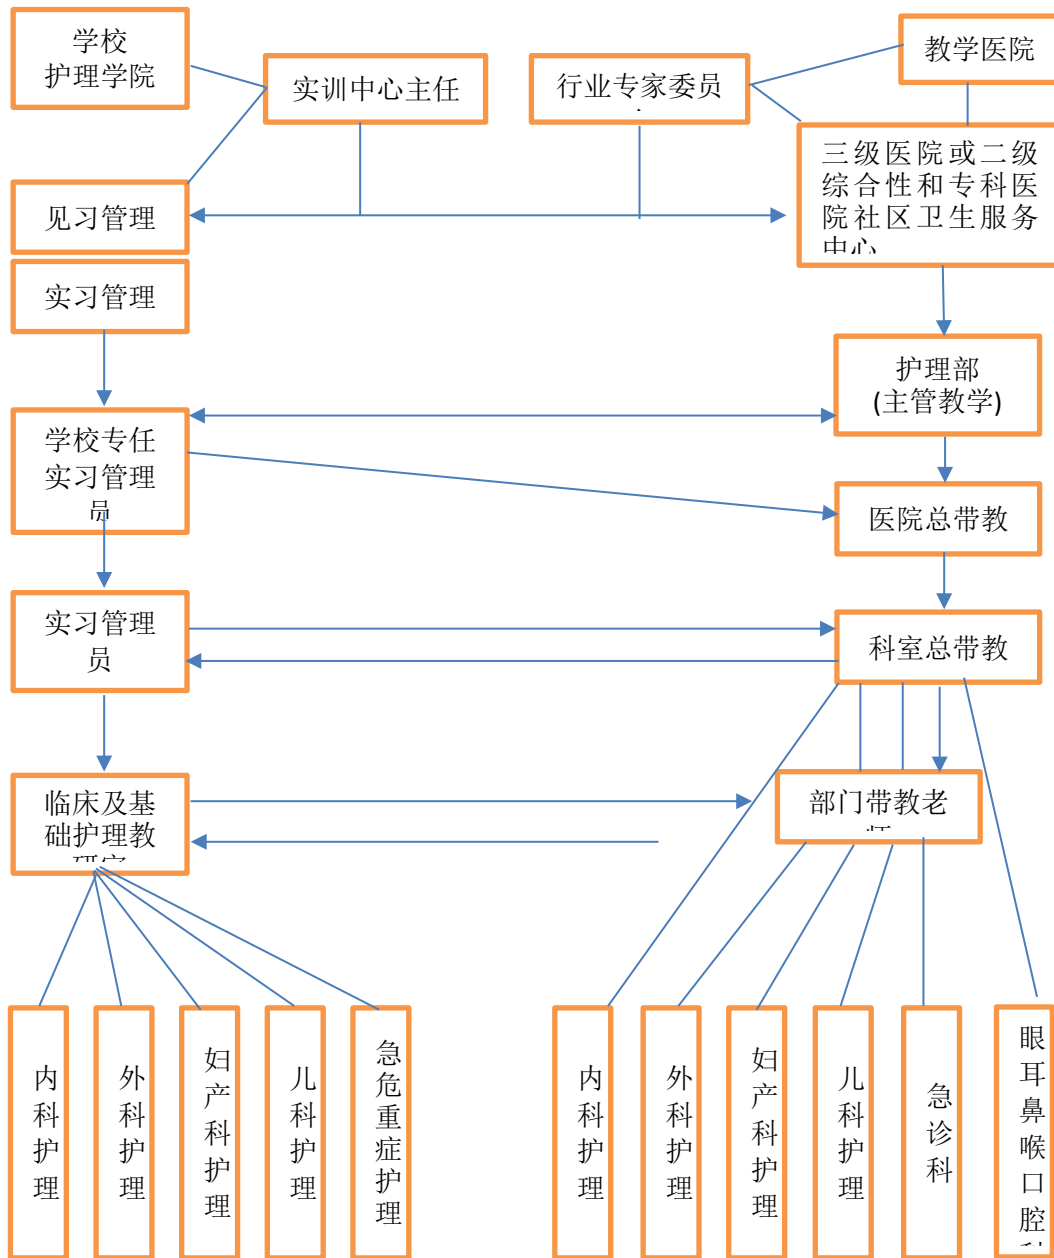 学校
护理学院
实训中心主任
行业专家委员
教学医院
三级医院或二级
综合性和专科医
院社区卫生服务
中心
见习管理
实习管理
护理部
(主管教学)
学校专任
实习管理
员
医院总带教
实习管理
员
科室总带教
临床及基
础护理教
研室
部门带教老
师
内科护理
外科护理
妇产科护理
儿科护理
急危重症护理
内科护理
外科护理
妇产科护理
儿科护理
急诊科
眼耳鼻喉口腔科